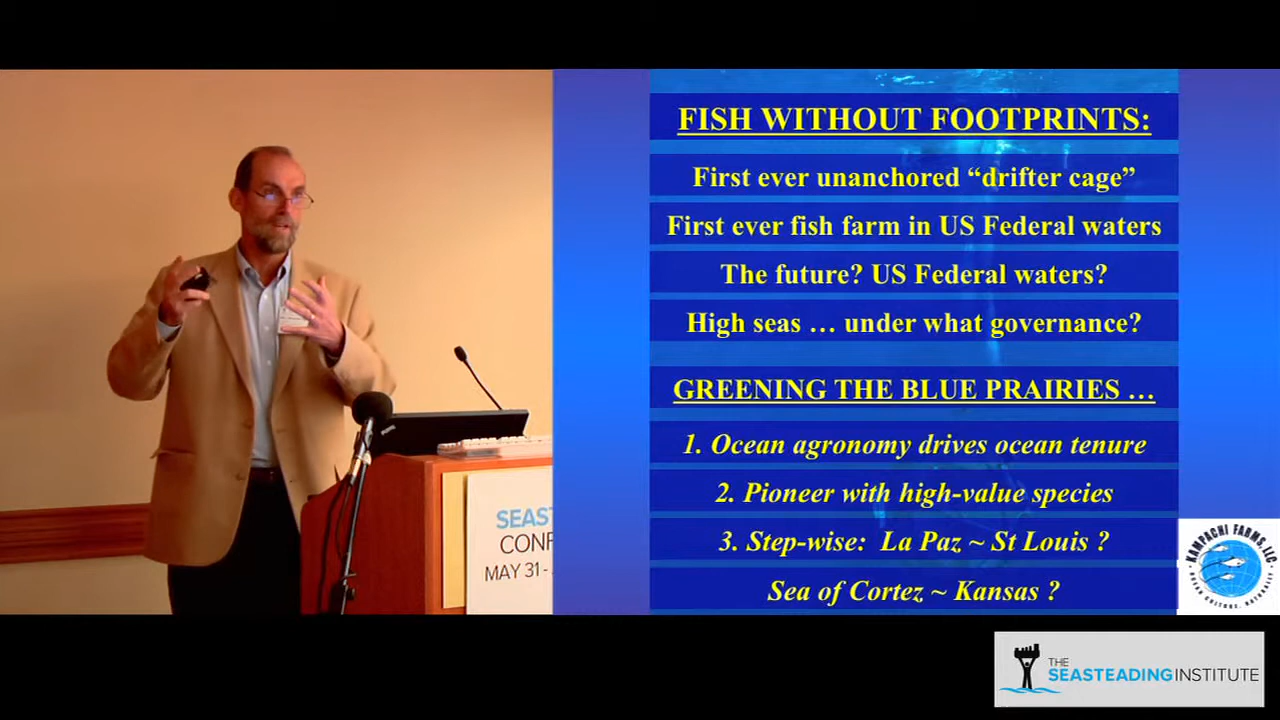 FISH WITHOUT FOOTPRINTS:
First ever unanchored “drifter cage”
First ever fish farm in US Federal waters
The future? US Federal waters?
High seas … under what governance?
GREENING THE BLUE PRAIRIES …
1. Ocean agronomy drives ocean tenure
2. Pioneer with high-value species
3. Step-wise: La Paz ~ St Louis ?
Sea of Cortez ~ Kansas ?
SEAST
CONF
MAY 31 -
KAMPACHI FARMS, LLC
OCEAN CULTURE, NATURALLY
THE
SEASTEADING INSTITUTE